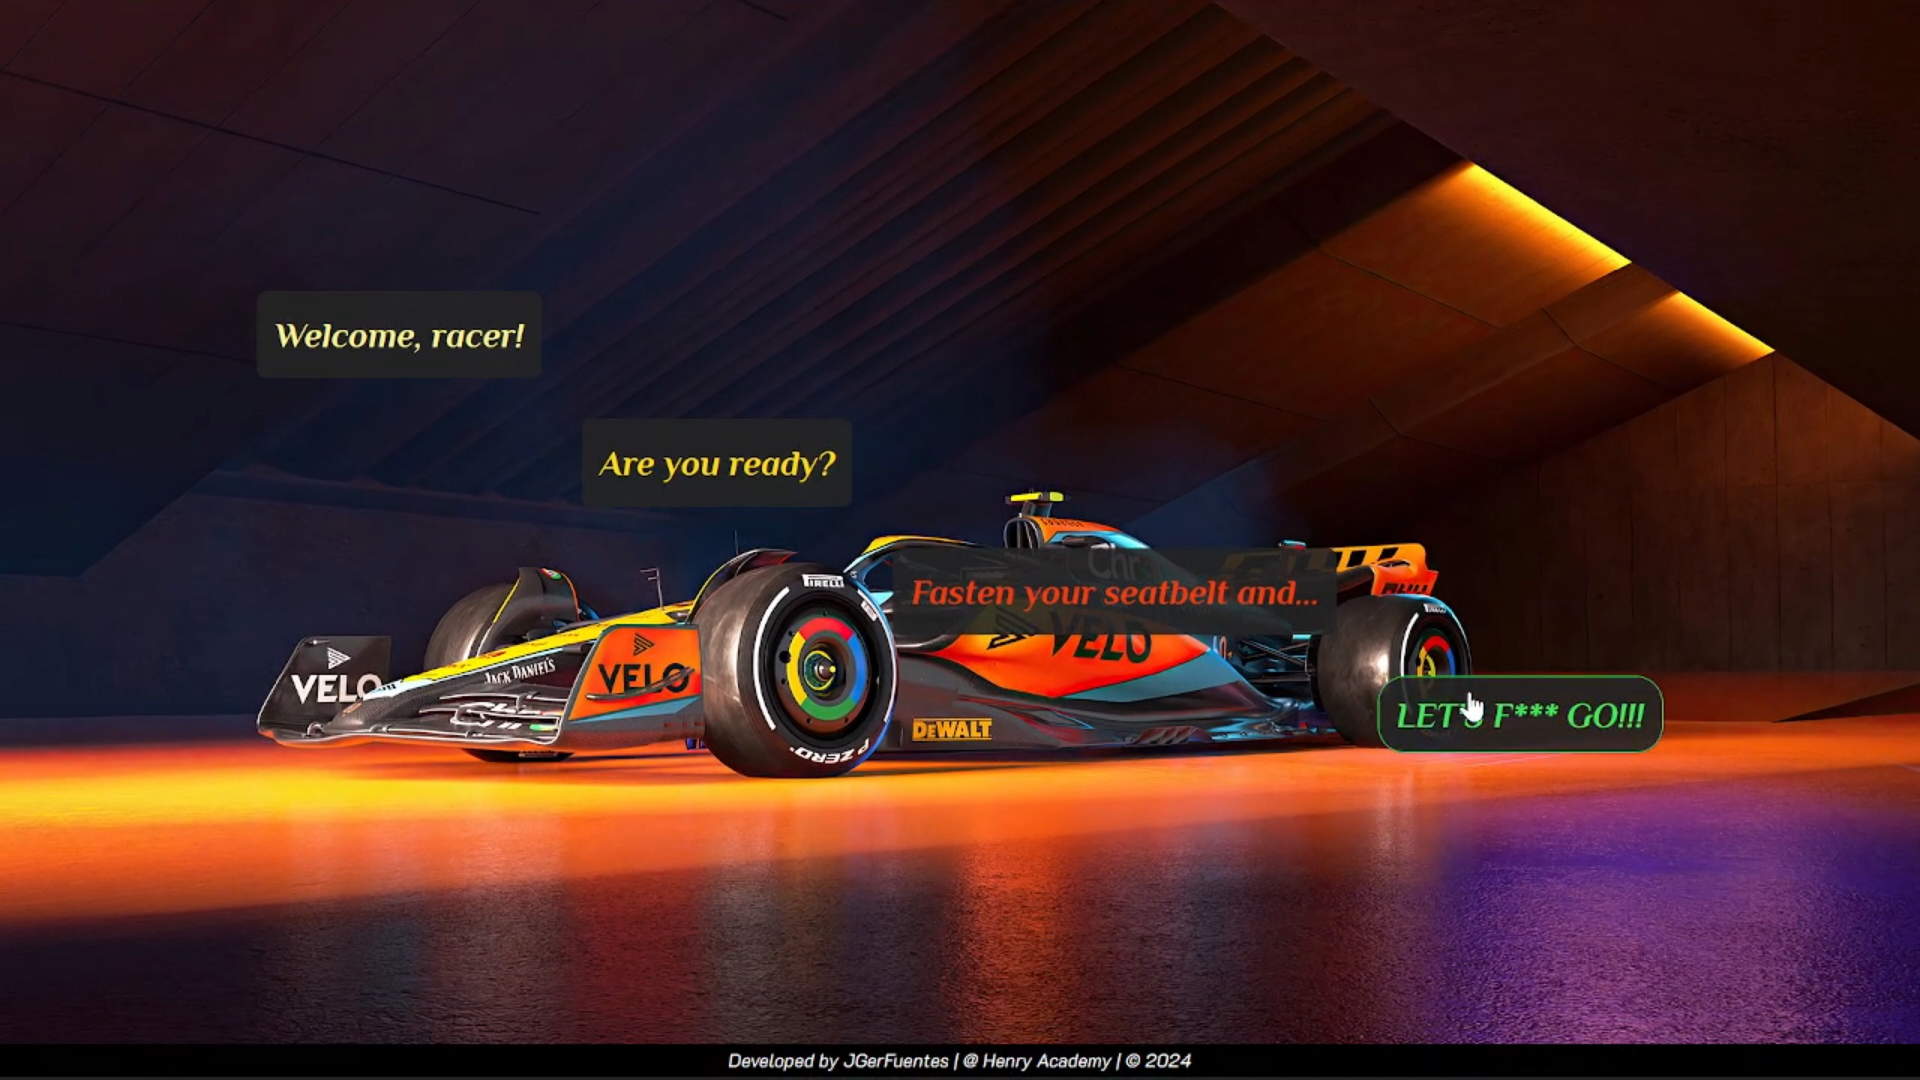 Welcome, racer!
Are you ready?
Fasten your seatbelt and...
LET'S F*** GO!!!
PIRELLI
Chr
VELO
VELO
VELO
JACK DANIEL'S
DEWALT
P ZERO
Developed by JGerFuentes | @ Henry Academy | © 2024